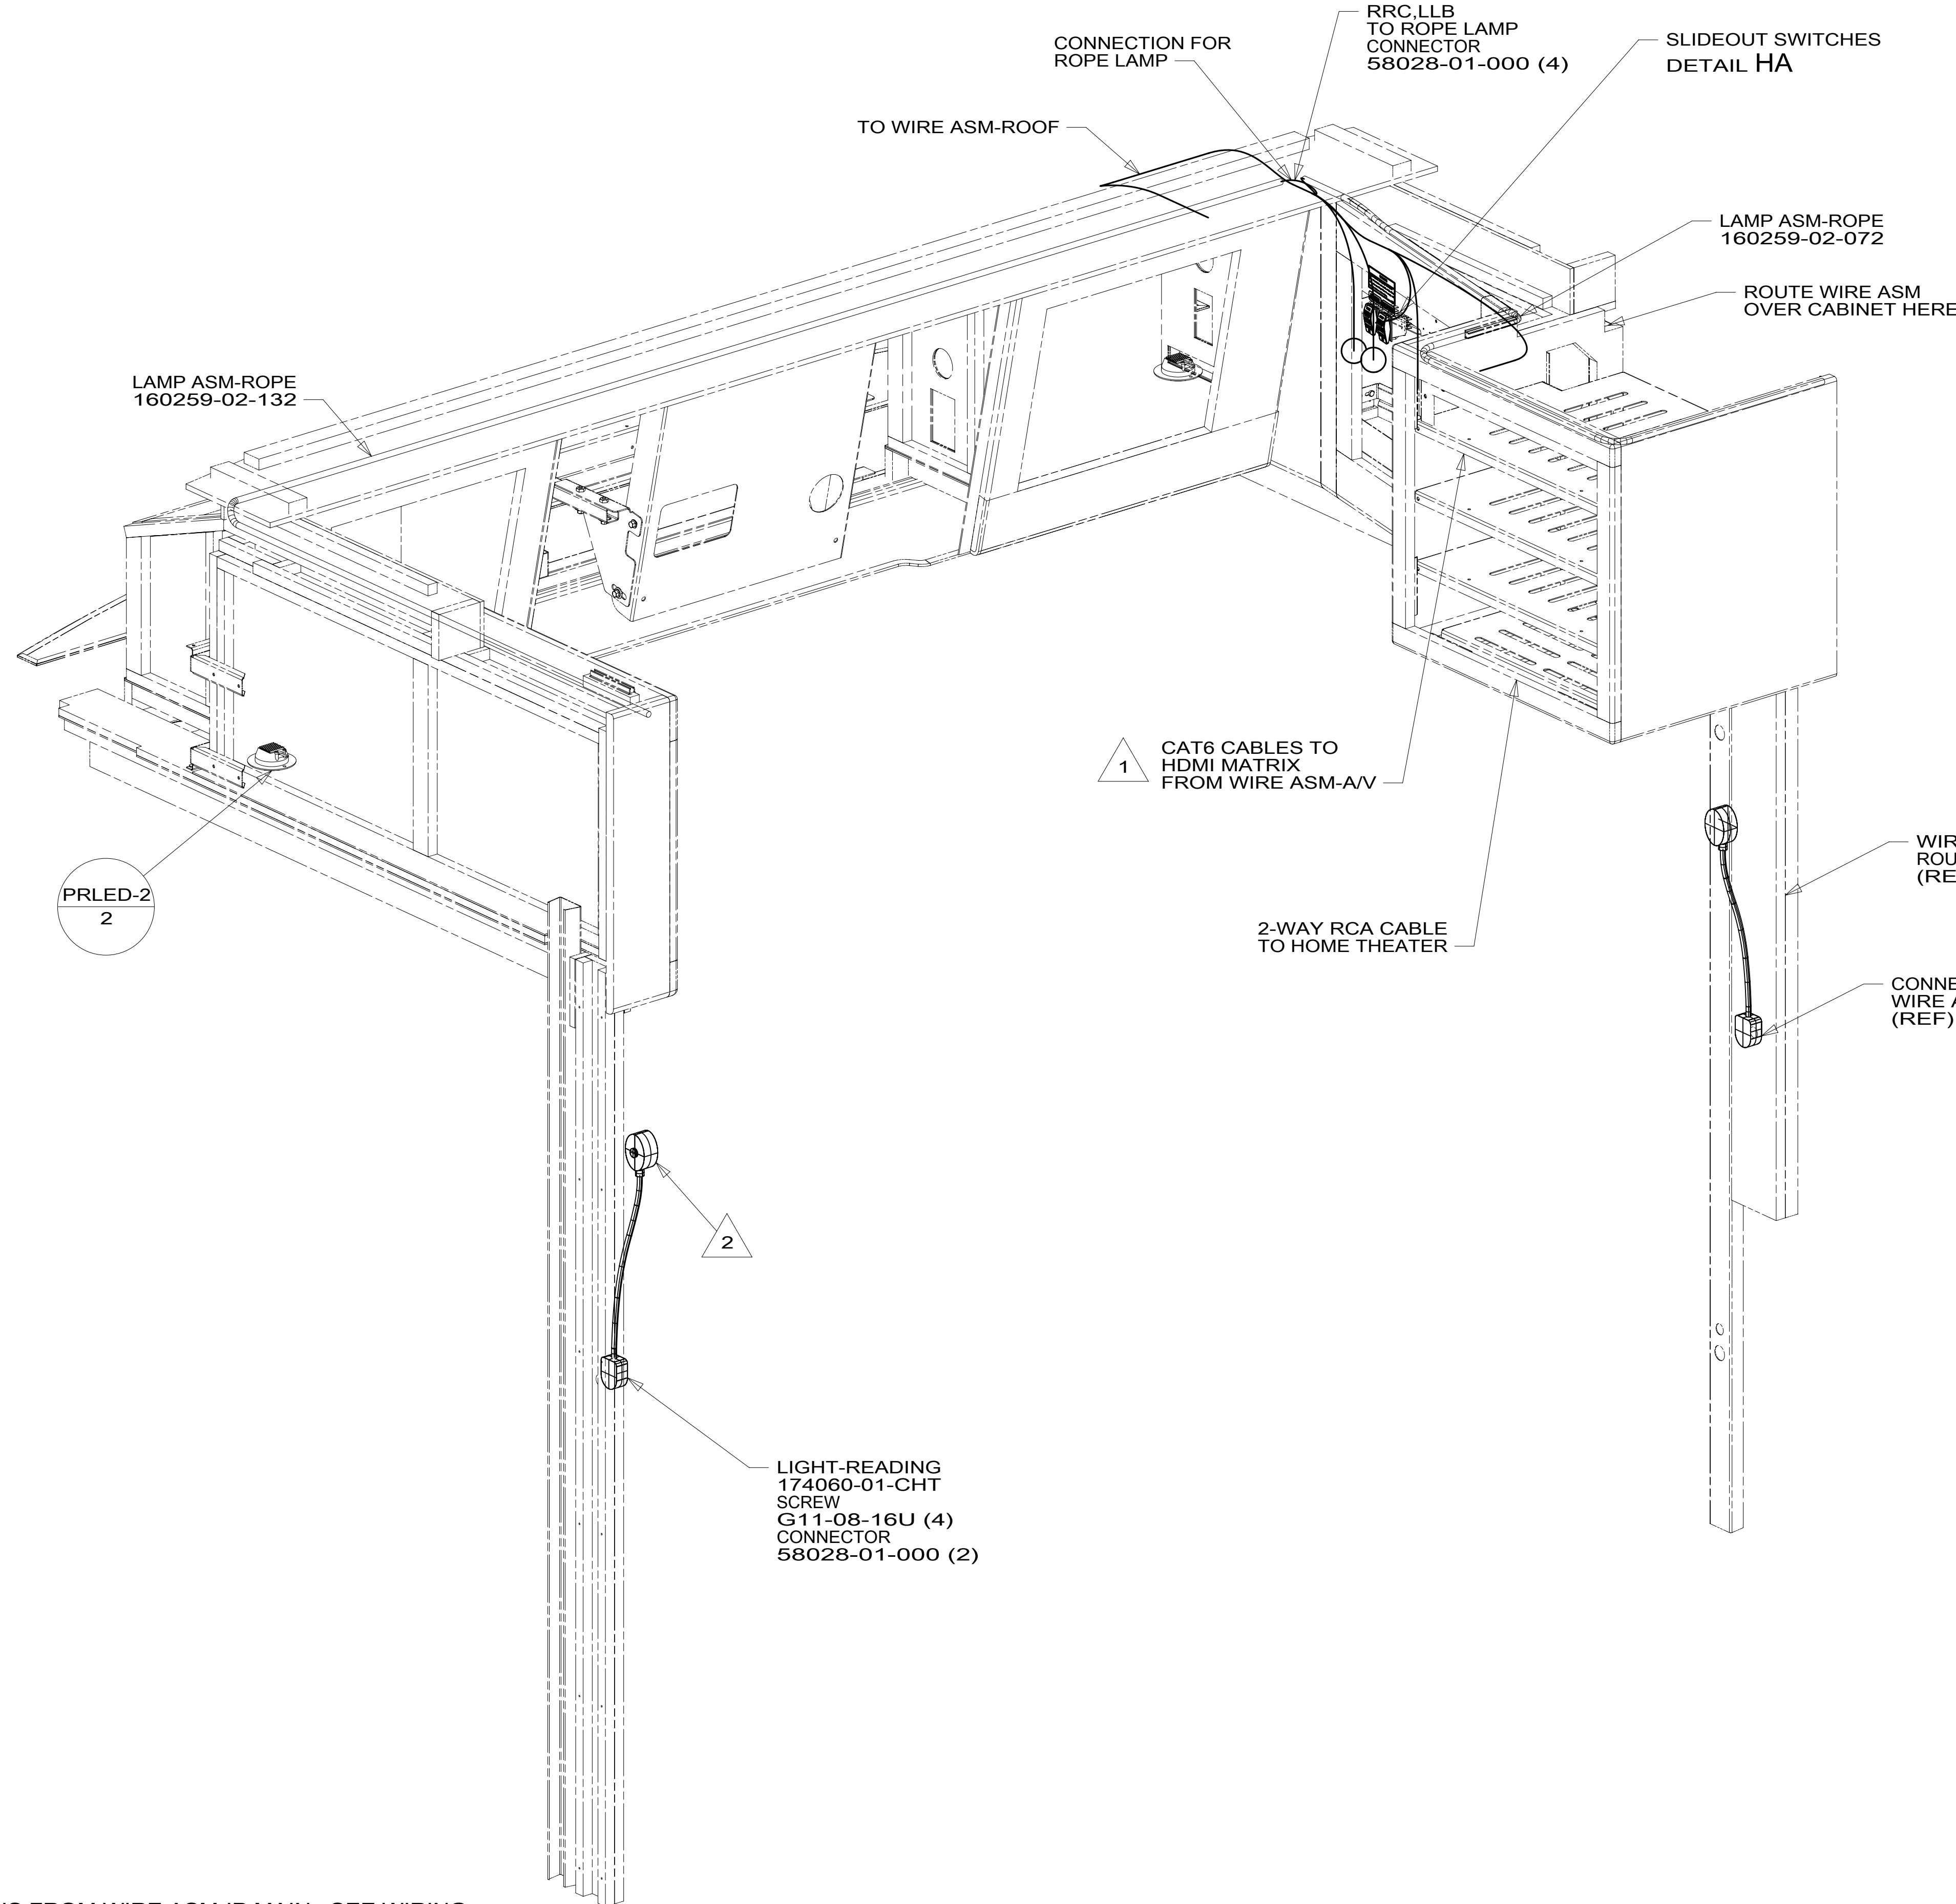 RRC,LLB
TO ROPE LAMP
CONNECTOR
58028-01-000 (4)
CONNECTION FOR
ROPE LAMP
SLIDEOUT SWITCHES
DETAIL HA
TO WIRE ASM-ROOF
LAMP ASM-ROPE
160259-02-072
ROUTE WIRE ASM
OVER CABINET HERE
LAMP ASM-ROPE
160259-02-132
1
CAT6 CABLES TO
HDMI MATRIX
FROM WIRE ASM-A/V
PRLED-2
2
2-WAY RCA CABLE
TO HOME THEATER
(REF)
2
LIGHT-READING
174060-01-CHT
SCREW
G11-08-16U (4)
CONNECTOR
58028-01-000 (2)